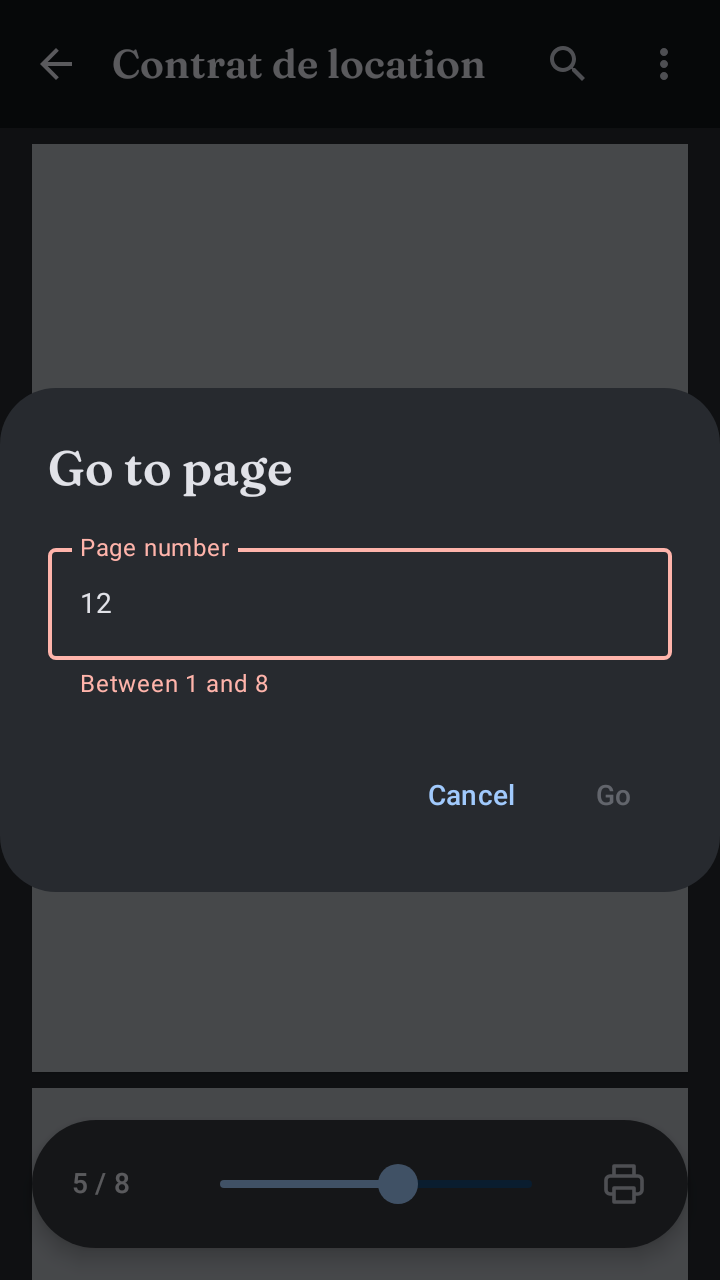 Contrat de location
Go to page
Page number
12
Between 1 and 8
Cancel
Go
5 / 8